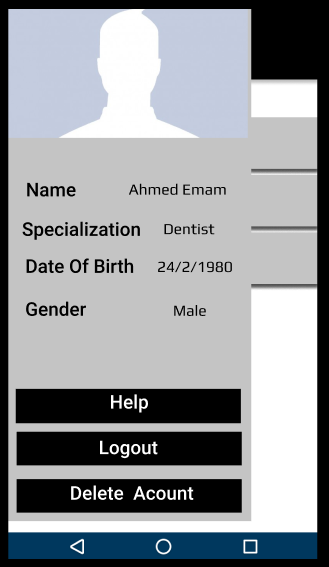 Name Ahmed Emam
Specialization Dentist
Date Of Birth 24/2/1980
Gender Male
Help
Logout
Delete Acount